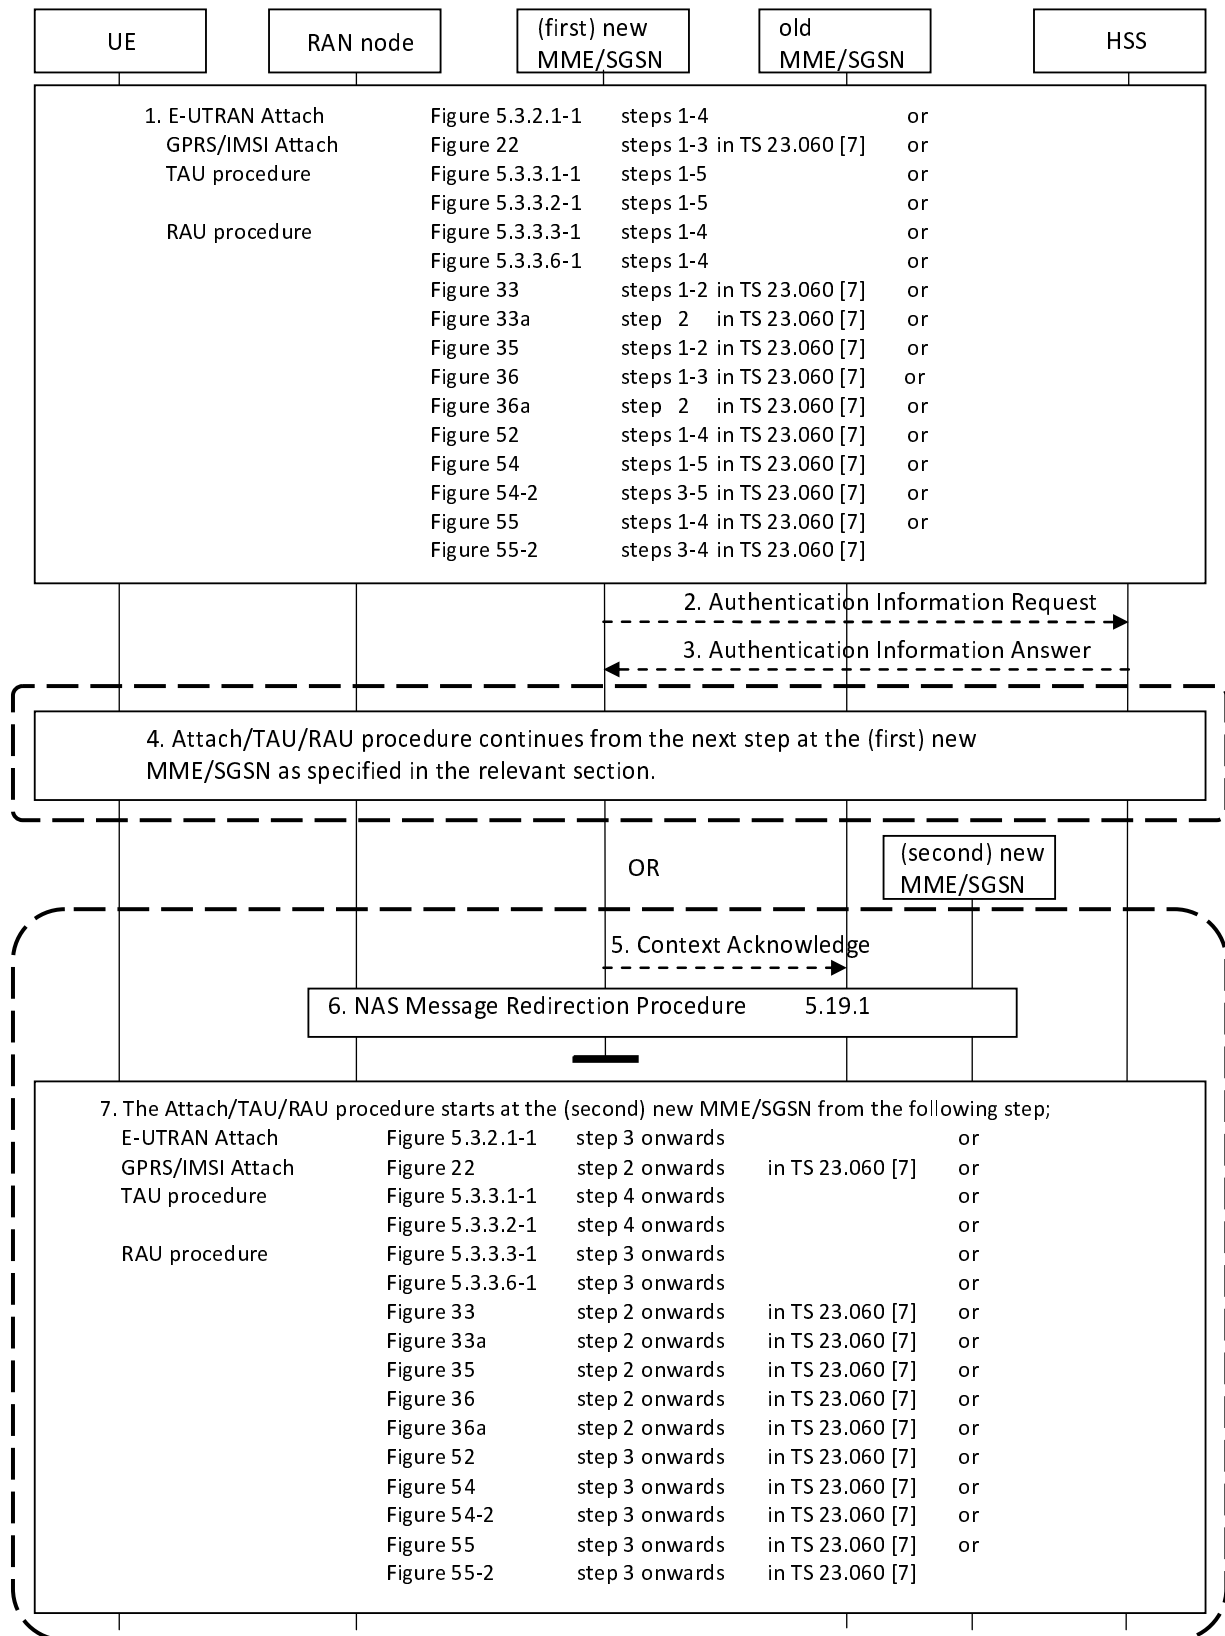 UE
RAN node
(first) new
MME/SGSN
old
MME/SGSN
HSS
1. E-UTRAN Attach Figure 5.3.2.1-1 steps 1-4 or
GPRS/IMSI Attach Figure 22 steps 1-3 in TS 23.060 [7] or
TAU procedure Figure 5.3.3.1-1 steps 1-5 or
Figure 5.3.3.2-1 steps 1-5 or
RAU procedure Figure 5.3.3.3-1 steps 1-4 or
Figure 5.3.3.6-1 steps 1-4 or
Figure 33 steps 1-2 in TS 23.060 [7] or
Figure 33a step 2 in TS 23.060 [7] or
Figure 35 steps 1-2 in TS 23.060 [7] or
Figure 36 steps 1-3 in TS 23.060 [7] or
Figure 36a step 2 in TS 23.060 [7] or
Figure 52 steps 1-4 in TS 23.060 [7] or
Figure 54 steps 1-5 in TS 23.060 [7] or
Figure 54-2 steps 3-5 in TS 23.060 [7] or
Figure 55 steps 1-4 in TS 23.060 [7] or
Figure 55-2 steps 3-4 in TS 23.060 [7]
2. Authentication Information Request
3. Authentication Information Answer
4. Attach/TAU/RAU procedure continues from the next step at the (first) new
MME/SGSN as specified in the relevant section.
OR
(second) new
MME/SGSN
5. Context Acknowledge
6. NAS Message Redirection Procedure 5.19.1
7. The Attach/TAU/RAU procedure starts at the (second) new MME/SGSN from the following step;
E-UTRAN Attach Figure 5.3.2.1-1 step 3 onwards or
GPRS/IMSI Attach Figure 22 step 2 onwards in TS 23.060 [7] or
TAU procedure Figure 5.3.3.1-1 step 4 onwards or
Figure 5.3.3.2-1 step 4 onwards or
RAU procedure Figure 5.3.3.3-1 step 3 onwards or
Figure 5.3.3.6-1 step 3 onwards or
Figure 33 step 2 onwards in TS 23.060 [7] or
Figure 33a step 2 onwards in TS 23.060 [7] or
Figure 35 step 2 onwards in TS 23.060 [7] or
Figure 36 step 2 onwards in TS 23.060 [7] or
Figure 36a step 2 onwards in TS 23.060 [7] or
Figure 52 step 3 onwards in TS 23.060 [7] or
Figure 54 step 3 onwards in TS 23.060 [7] or
Figure 54-2 step 3 onwards in TS 23.060 [7] or
Figure 55 step 3 onwards in TS 23.060 [7] or
Figure 55-2 step 3 onwards in TS 23.060 [7]